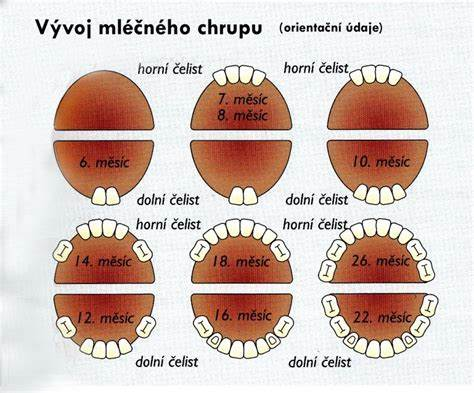 Vývoj mléčného chrupu (orientační údaje)
horní čelist
horní čelist
7. měsíc
8. měsíc
6. měsíc
10. měsíc
dolní čelist
dolní čelist
horní čelist
horní čelist
14. měsíc
18. měsíc
26. měsíc
12. měsíc
16. měsíc
22. měsíc
dolní čelist
dolní čelist